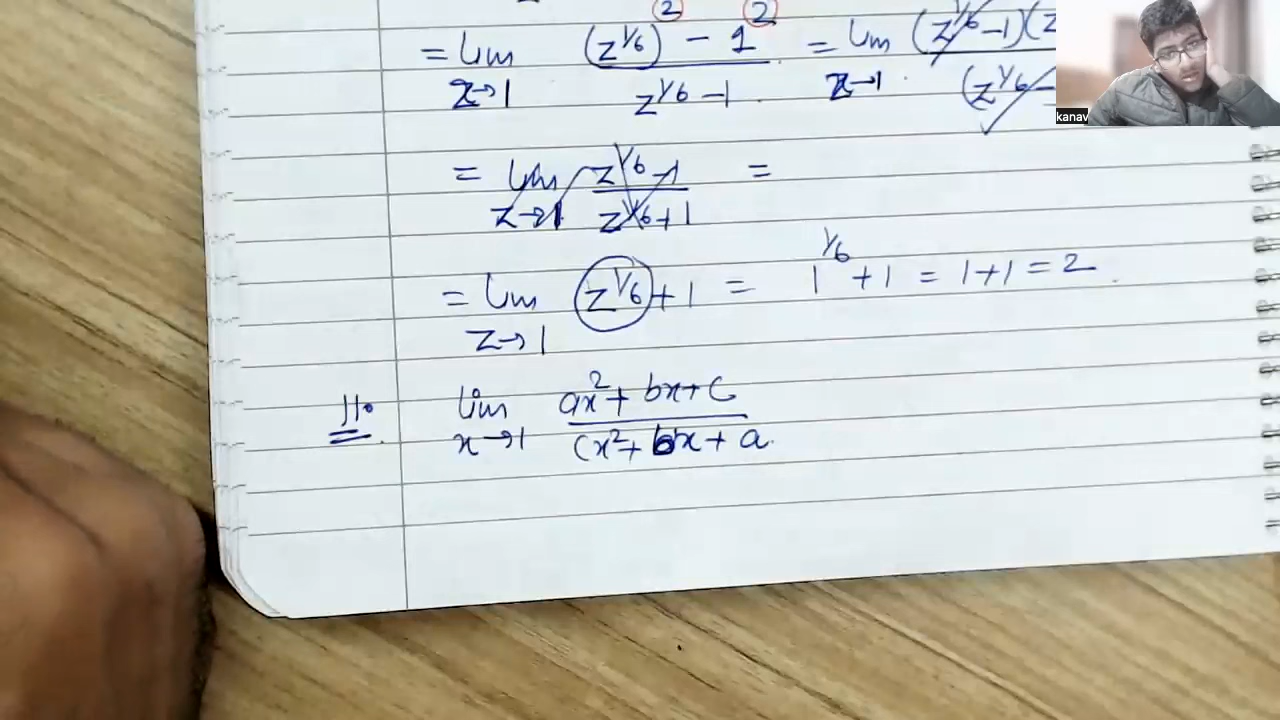 = lim z→1 (z^1/6)^2 - 1^2 / z^1/6 - 1 = lim z→1 (z^1/6 - 1)(z / (z^1/6 -
kanav
= lim z→1 z^1/6 - 1 / z^1/6 + 1 =
= lim z→1 z^1/6 + 1 = 1^1/6 + 1 = 1+1 = 2
11. lim x→1 ax^2 + bx + c / cx^2 + bx + a.